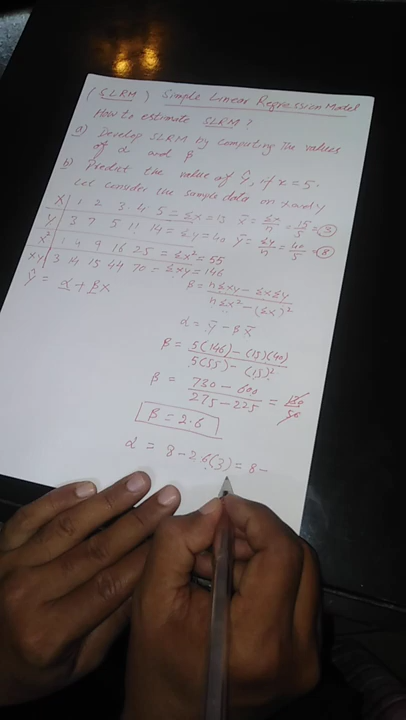 (SLRM) Simple Linear Regression Model
How to estimate SLRM?
a) Develop SLRM by computing the values
of α and β
b) Predict the value of ŷ, if x = 5.
Let consider the sample data on X and Y
X 1 2 3 4 5 = Σx = 15 x̄ = Σx/n = 15/5 = 3
Y 3 7 5 11 14 = Σy = 40 ȳ = Σy/n = 40/5 = 8
X² 1 4 9 16 25 = Σx² = 55
XY 3 14 15 44 70 = Σxy = 146
ŷ = α + βx
β = nΣxy - ΣxΣy / nΣx² - (Σx)²
α = ȳ - βx̄
β = 5(146) - (15)(40) / 5(55) - (15)²
β = 730 - 600 / 275 - 225 = 130/50
β = 2.6
α = 8 - 2.6(3) = 8 -